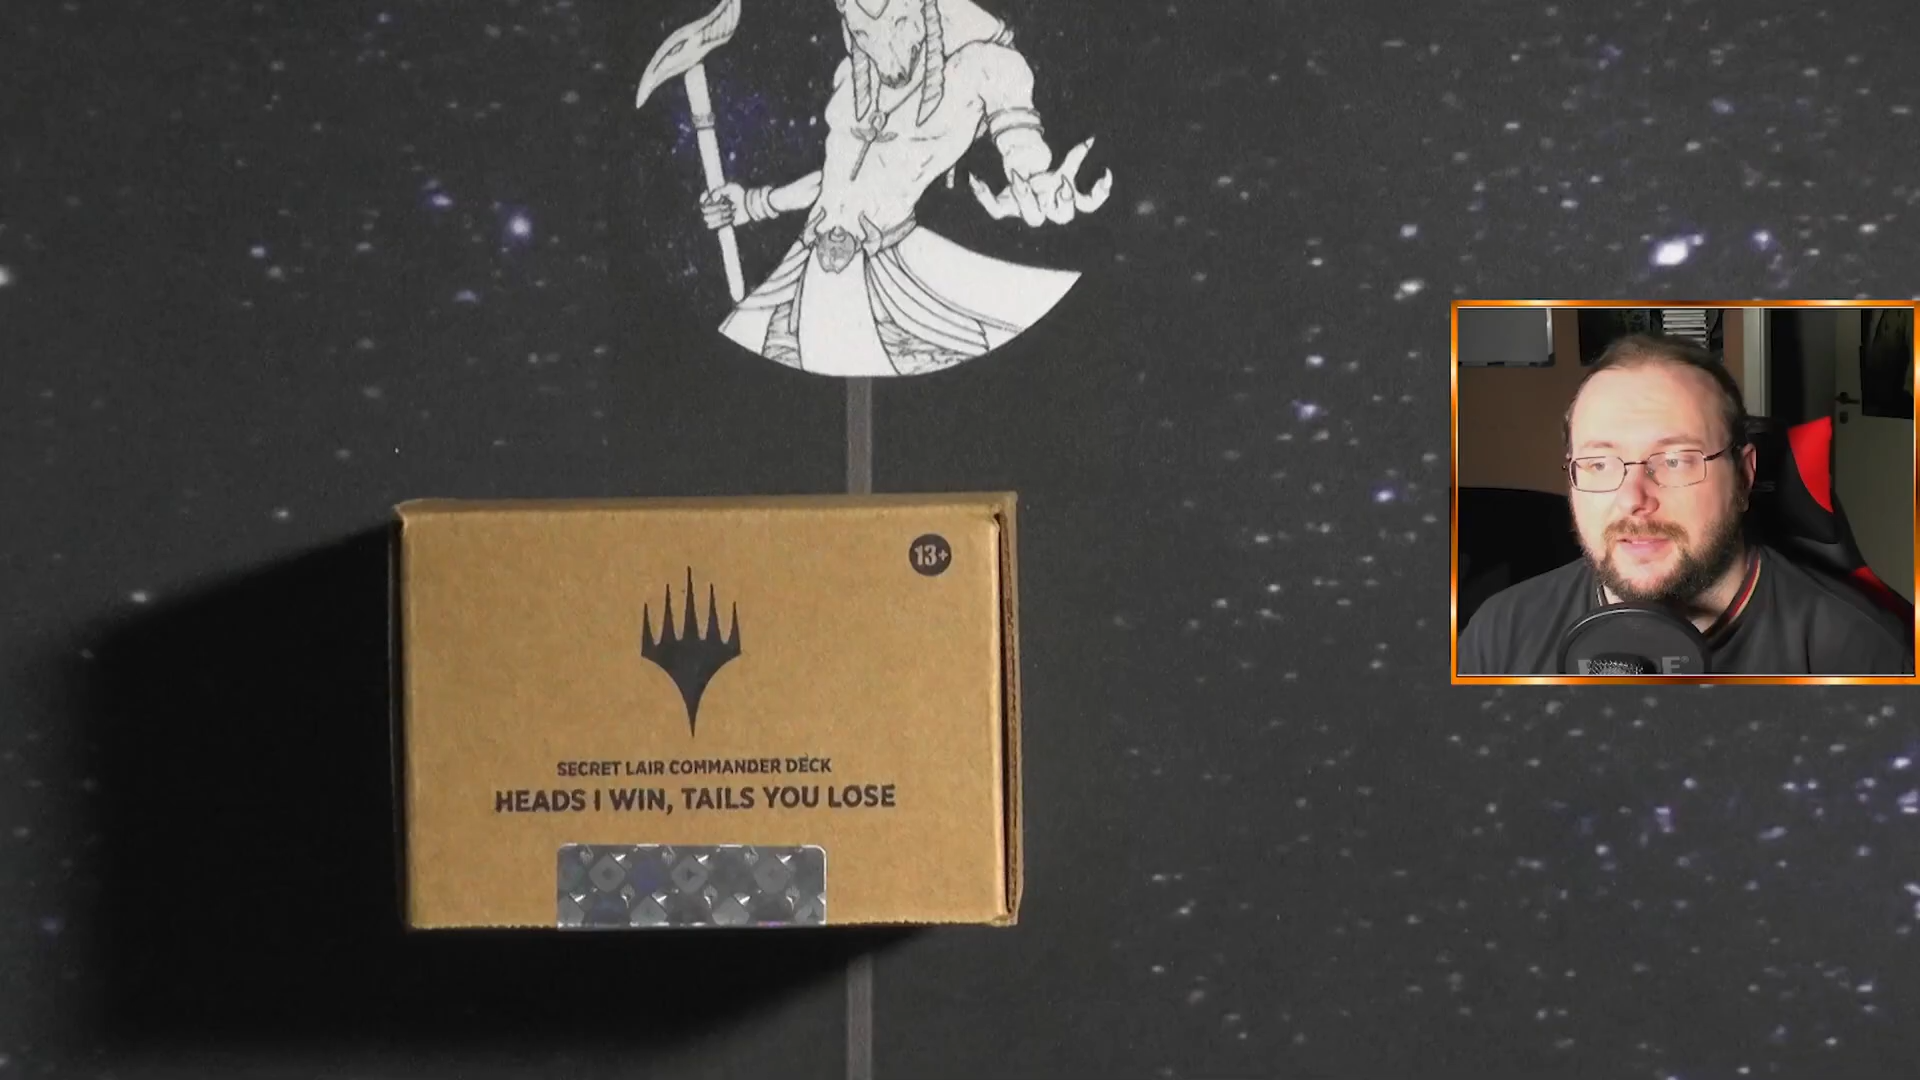 13+
SECRET LAIR COMMANDER DECK
HEADS I WIN, TAILS YOU LOSE